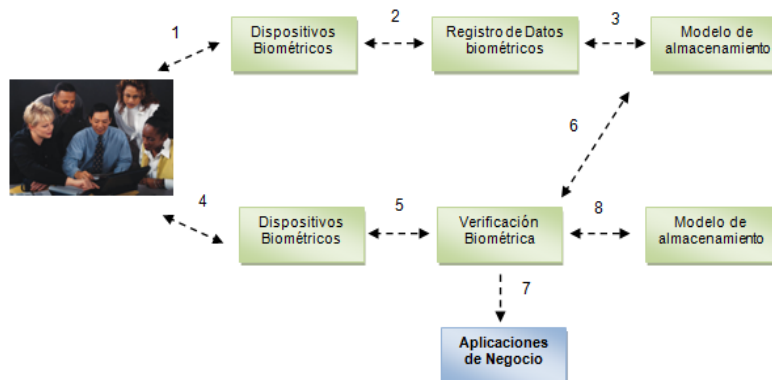 1
Dispositivos
Biométricos
2
Registro de Datos
biométricos
3
Modelo de
almacenamiento
6
4
Dispositivos
Biométricos
5
Verificación
Biométrica
8
Modelo de
almacenamiento
7
Aplicaciones
de Negocio